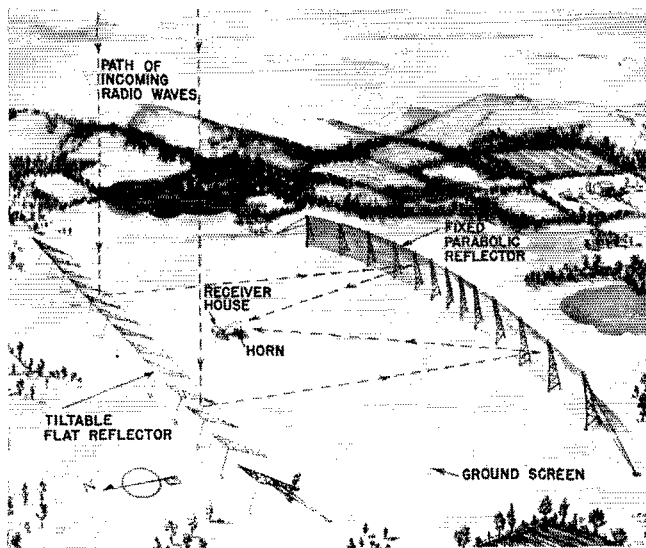 PATH OF
INCOMING
RADIO WAVES
FIXED
PARABOLIC
REFLECTOR
RECEIVER
HOUSE
HORN
TILTABLE
FLAT REFLECTOR
GROUND SCREEN